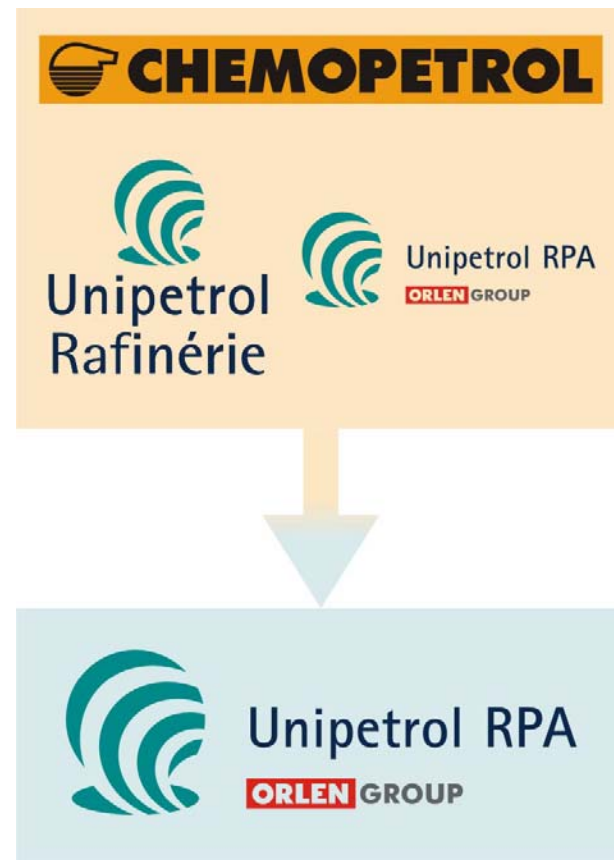 CHEMOPETROL
Unipetrol
Rafinérie
Unipetrol RPA
ORLEN GROUP
Unipetrol RPA
ORLEN GROUP